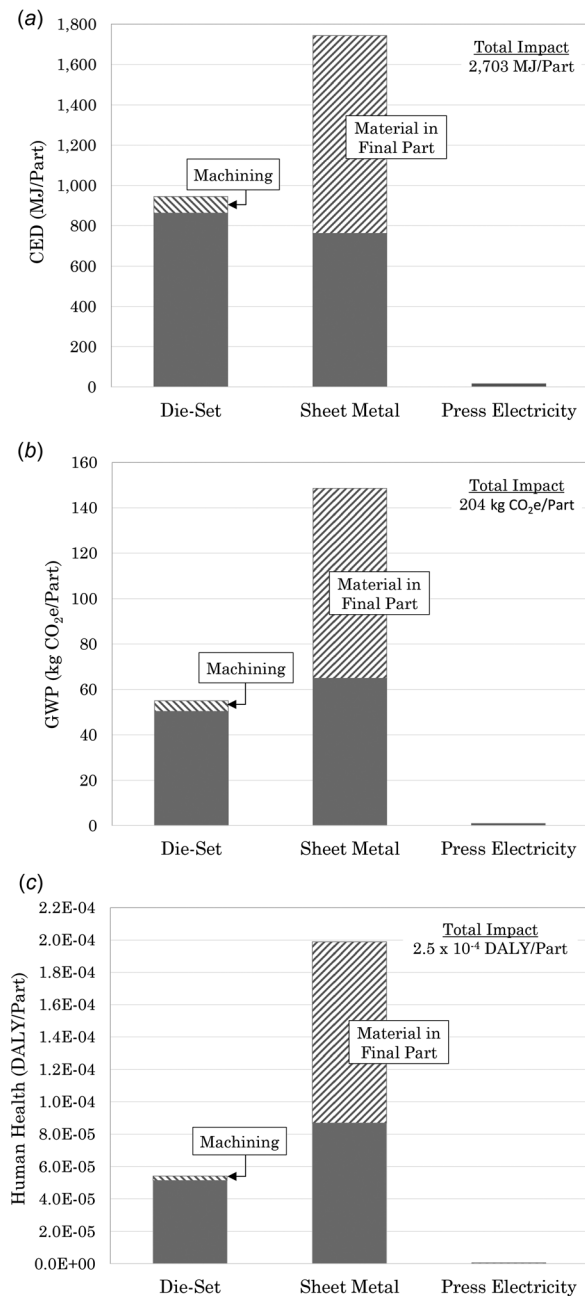 (a)
1,800
1,600
1,400
1,200
1,000
800
600
400
200
0
CED (MJ/Part)
Total Impact
2,703 MJ/Part
Material in
Final Part
Machining
Die-Set
Sheet Metal
Press Electricity
(b)
160
140
120
100
80
60
40
20
0
GWP (kg CO₂e/Part)
Total Impact
204 kg CO₂e/Part
Material in
Final Part
Machining
Die-Set
Sheet Metal
Press Electricity
(c)
2.2E-04
2.0E-04
1.8E-04
1.6E-04
1.4E-04
1.2E-04
1.0E-04
8.0E-05
6.0E-05
4.0E-05
2.0E-05
0.0E+00
Human Health (DALY/Part)
Total Impact
2.5 x 10⁻⁴ DALY/Part
Material in
Final Part
Machining
Die-Set
Sheet Metal
Press Electricity